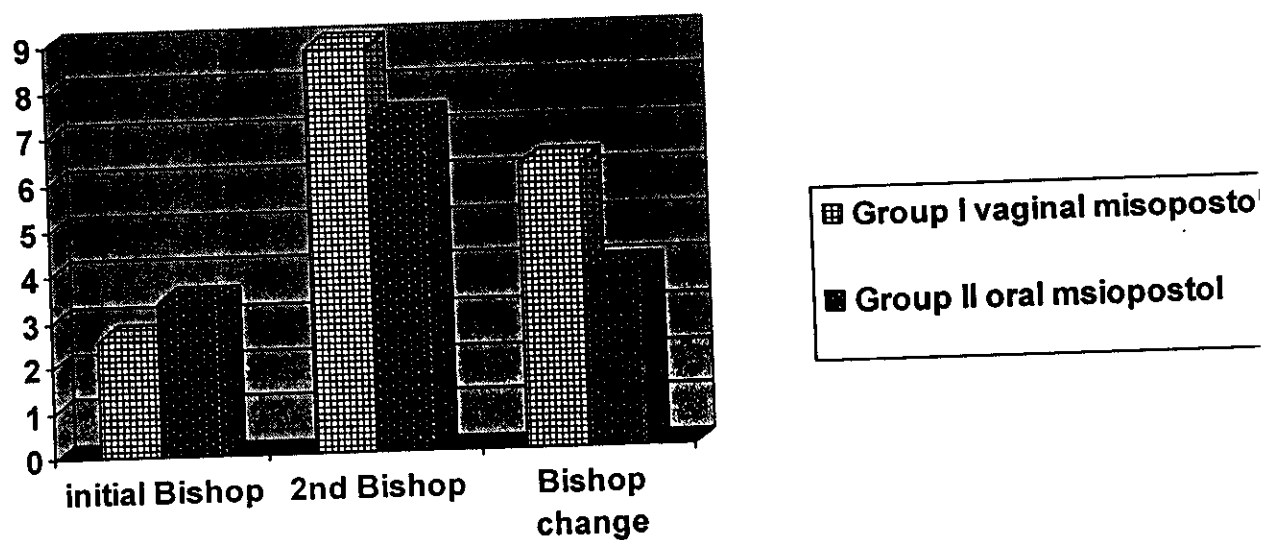 9
8
7
6
5
4
3
2
1
0
initial Bishop
2nd Bishop
Bishop
change
Group I vaginal misoposto
Group II oral msiopostol